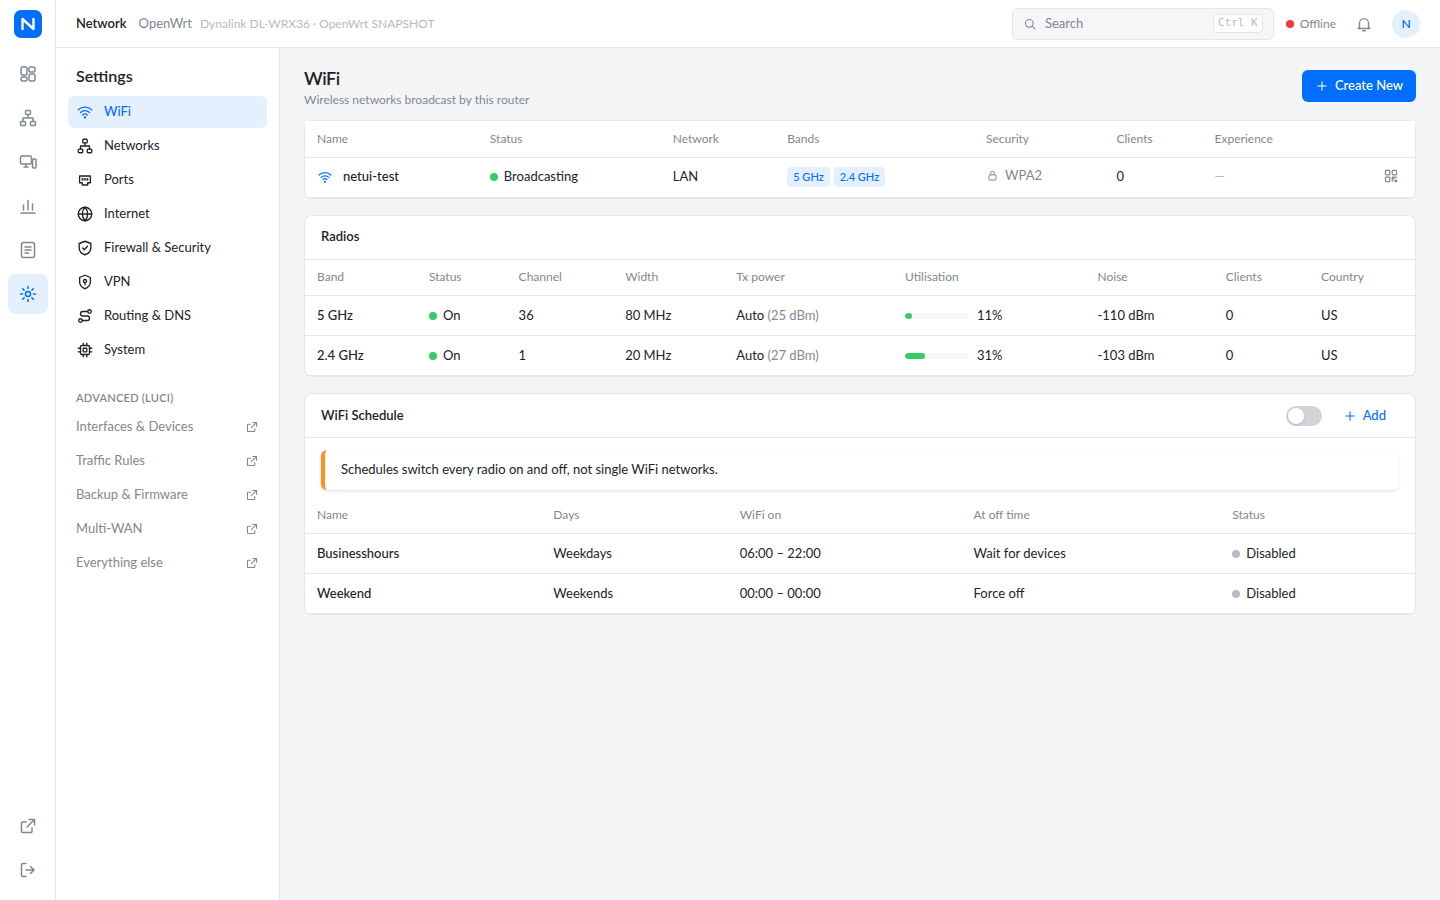 Network OpenWrt Dynalink DL-WRX36 · OpenWrt SNAPSHOT
Search Ctrl K
Offline
N
Settings
WiFi
Networks
Ports
Internet
Firewall & Security
VPN
Routing & DNS
System
ADVANCED (LUCI)
Interfaces & Devices
Traffic Rules
Backup & Firmware
Multi-WAN
Everything else
WiFi
Wireless networks broadcast by this router
Create New
Name Status Network Bands Security Clients Experience
netui-test Broadcasting LAN 5 GHz 2.4 GHz WPA2 0 —
Radios
Band Status Channel Width Tx power Utilisation Noise Clients Country
5 GHz On 36 80 MHz Auto (25 dBm) 11% -110 dBm 0 US
2.4 GHz On 1 20 MHz Auto (27 dBm) 31% -103 dBm 0 US
WiFi Schedule
Add
Schedules switch every radio on and off, not single WiFi networks.
Name Days WiFi on At off time Status
Businesshours Weekdays 06:00 – 22:00 Wait for devices Disabled
Weekend Weekends 00:00 – 00:00 Force off Disabled